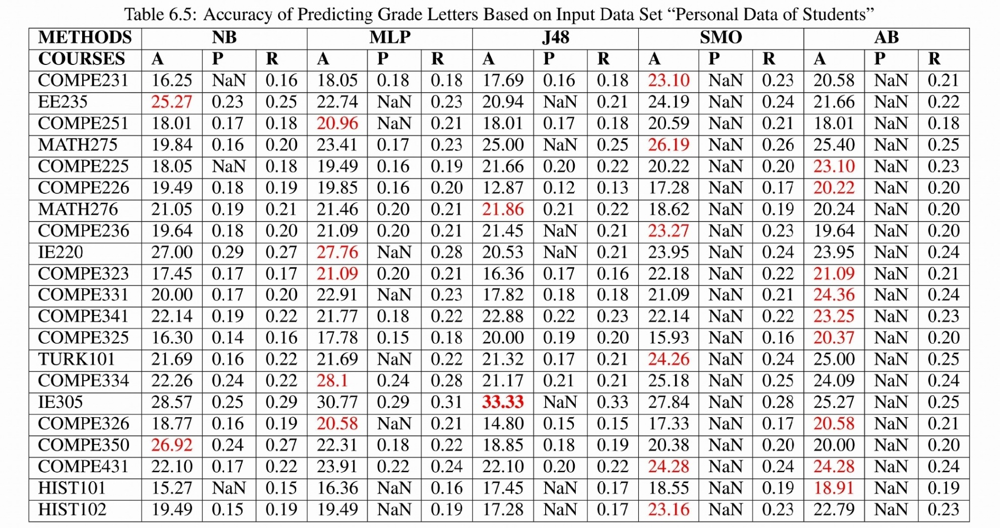 Table 6.5: Accuracy of Predicting Grade Letters Based on Input Data Set “Personal Data of Students”
METHODS NB MLP J48 SMO AB
COURSES A P R A P R A P R A P R A P R
COMPE231 16.25 NaN 0.16 18.05 0.18 0.18 17.69 0.16 0.18 23.10 NaN 0.23 20.58 NaN 0.21
EE235 25.27 0.23 0.25 22.74 NaN 0.23 20.94 NaN 0.21 24.19 NaN 0.24 21.66 NaN 0.22
COMPE251 18.01 0.17 0.18 20.96 NaN 0.21 18.01 0.17 0.18 20.59 NaN 0.21 18.01 NaN 0.18
MATH275 19.84 0.16 0.20 23.41 0.17 0.23 25.00 NaN 0.25 26.19 NaN 0.26 25.40 NaN 0.25
COMPE225 18.05 NaN 0.18 19.49 0.16 0.19 21.66 0.20 0.22 20.22 NaN 0.20 23.10 NaN 0.23
COMPE226 19.49 0.18 0.19 19.85 0.16 0.20 12.87 0.12 0.13 17.28 NaN 0.17 20.22 NaN 0.20
MATH276 21.05 0.19 0.21 21.46 0.20 0.21 21.86 0.21 0.22 18.62 NaN 0.19 20.24 NaN 0.20
COMPE236 19.64 0.18 0.20 21.09 0.20 0.21 21.45 NaN 0.21 23.27 NaN 0.23 19.64 NaN 0.20
IE220 27.00 0.29 0.27 27.76 NaN 0.28 20.53 NaN 0.21 23.95 NaN 0.24 23.95 NaN 0.24
COMPE323 17.45 0.17 0.17 21.09 0.20 0.21 16.36 0.17 0.16 22.18 NaN 0.22 21.09 NaN 0.21
COMPE331 20.00 0.17 0.20 22.91 NaN 0.23 17.82 0.18 0.18 21.09 NaN 0.21 24.36 NaN 0.24
COMPE341 22.14 0.19 0.22 21.77 0.18 0.22 22.88 0.22 0.23 22.14 NaN 0.22 23.25 NaN 0.23
COMPE325 16.30 0.14 0.16 17.78 0.15 0.18 20.00 0.19 0.20 15.93 NaN 0.16 20.37 NaN 0.20
TURK101 21.69 0.16 0.22 21.69 NaN 0.22 21.32 0.17 0.21 24.26 NaN 0.24 25.00 NaN 0.25
COMPE334 22.26 0.24 0.22 28.1 0.24 0.28 21.17 0.21 0.21 25.18 NaN 0.25 24.09 NaN 0.24
IE305 28.57 0.25 0.29 30.77 0.29 0.31 33.33 NaN 0.33 27.84 NaN 0.28 25.27 NaN 0.25
COMPE326 18.77 0.16 0.19 20.58 NaN 0.21 14.80 0.15 0.15 17.33 NaN 0.17 20.58 NaN 0.21
COMPE350 26.92 0.24 0.27 22.31 0.18 0.22 18.85 0.18 0.19 20.38 NaN 0.20 20.00 NaN 0.20
COMPE431 22.10 0.17 0.22 23.91 0.22 0.24 22.10 0.20 0.22 24.28 NaN 0.24 24.28 NaN 0.24
HIST101 15.27 NaN 0.15 16.36 NaN 0.16 17.45 NaN 0.17 18.55 NaN 0.19 18.91 NaN 0.19
HIST102 19.49 0.15 0.19 19.49 NaN 0.19 17.28 NaN 0.17 23.16 NaN 0.23 22.79 NaN 0.23